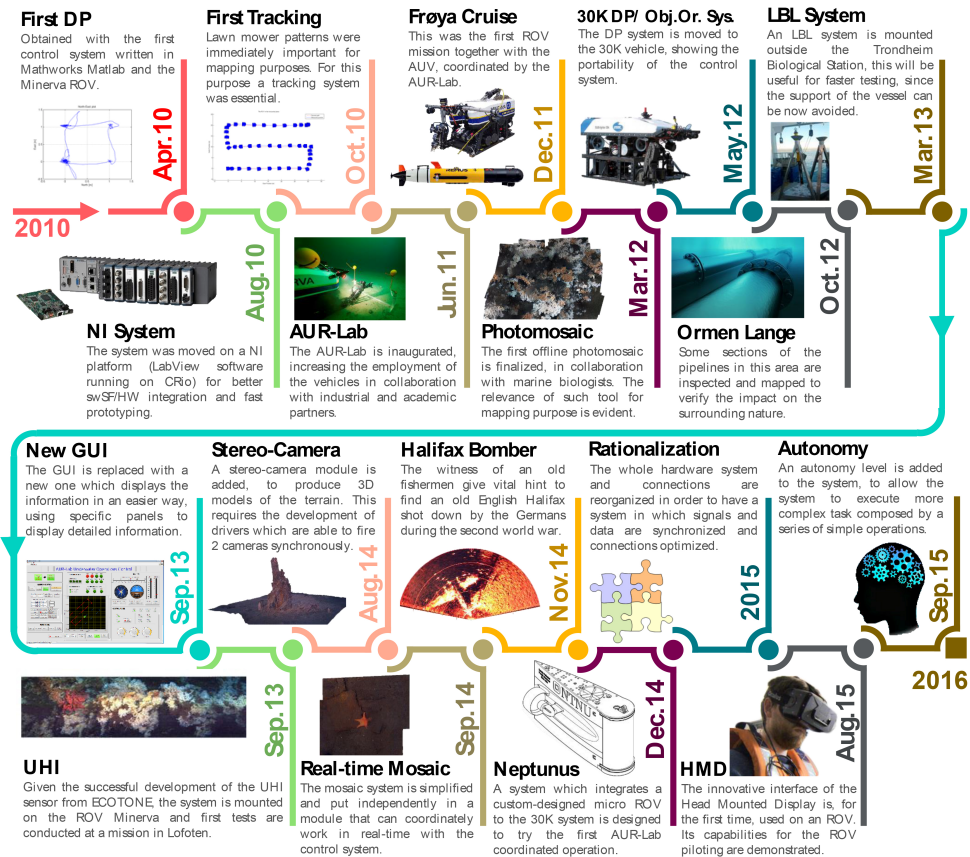 First DP
Obtained with the first
control system written in
Mathworks Matlab and the
Minerva ROV.
Apr.10
First Tracking
Lawn mower patterns were
immediately important for
mapping purposes. For this
purpose a tracking system
was essential.
Oct.10
Frøya Cruise
This was the first ROV
mission together with the
AUV, coordinated by the
AUR-Lab.
Dec.11
30K DP/ Obj.Or. Sys.
The DP system is moved to
the 30K vehicle, showing the
portability of the control
system.
May.12
LBL System
An LBL system is mounted
outside the Trondheim
Biological Station, this will be
useful for faster testing, since
the support of the vessel can
be now avoided.
Mar.13
2010
Aug.10
NI System
The system was moved on a NI
platform (LabView software
running on CRio) for better
swSF/HW integration and fast
prototyping.
Jun.11
AUR-Lab
The AUR-Lab is inaugurated,
increasing the employment of
the vehicles in collaboration
with industrial and academic
partners.
Mar.12
Photomosaic
The first offline photomosaic
is finalized, in collaboration
with marine biologists. The
relevance of such tool for
mapping purpose is evident.
Oct.12
Ormen Lange
Some sections of the
pipelines in this area are
inspected and mapped to
verify the impact on the
surrounding nature.
New GUI
The GUI is replaced with a
new one which displays the
information in an easier way,
using specific panels to
display detailed information.
Sep.13
Stereo-Camera
A stereo-camera module is
added, to produce 3D
models of the terrain. This
requires the development of
drivers which are able to fire
2 cameras synchronously.
Aug.14
Halifax Bomber
The witness of an old
fishermen give vital hint to
find an old English Halifax
shot down by the Germans
during the second world war.
Nov.14
Rationalization
The whole hardware system
and connections are
reorganized in order to have a
system in which signals and
data are synchronized and
connections optimized.
2015
Autonomy
An autonomy level is added
to the system, to allow the
system to execute more
complex task composed by a
series of simple operations.
Sep.15
2016
Sep.13
UHI
Given the successful development of the UHI
sensor from ECOTONE, the system is mounted
on the ROV Minerva and first tests are
conducted at a mission in Lofoten.
Sep.14
Real-time Mosaic
The mosaic system is simplified
and put independently in a
module that can coordinately
work in real-time with the
control system.
Dec.14
Neptunus
A system which integrates a
custom-designed micro ROV
to the 30K system is designed
to try the first AUR-Lab
coordinated operation.
Aug.15
HMD
The innovative interface of the
Head Mounted Display is, for
the first time, used on an ROV.
Its capabilities for the ROV
piloting are demonstrated.